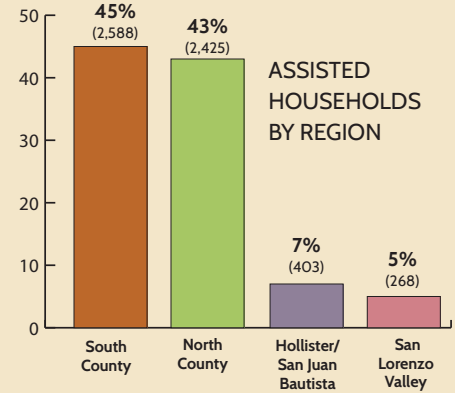 50
40
30
20
10
0
45%
(2,588)
43%
(2,425)
ASSISTED
HOUSEHOLDS
BY REGION
7%
(403)
5%
(268)
South
County
North
County
Hollister/
San Juan
Bautista
San
Lorenzo
Valley